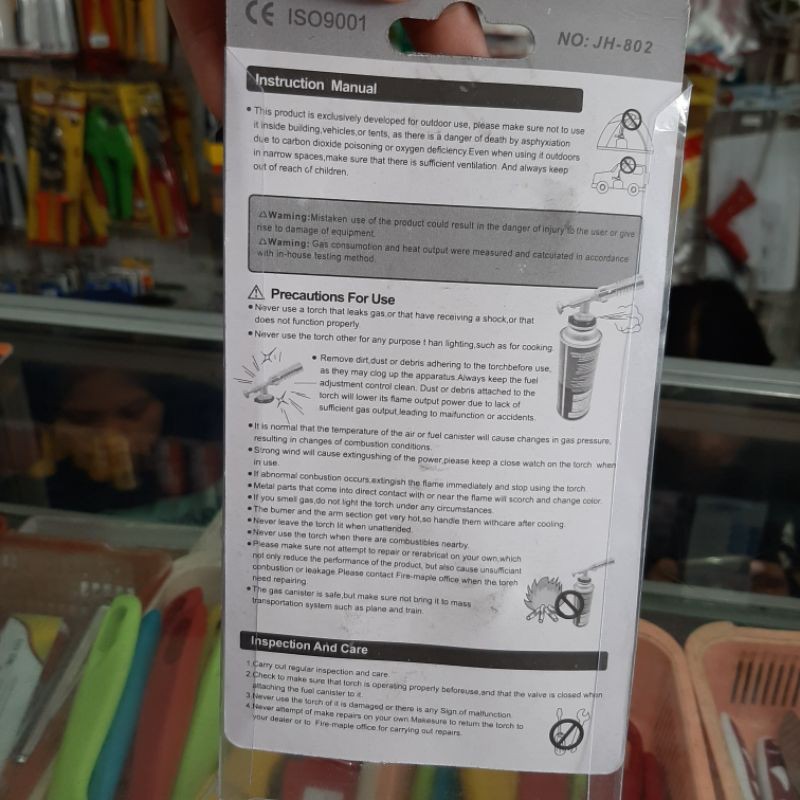 CE ISO9001
NO: JH-802
Instruction Manual
• This product is exclusively developed for outdoor use, please make sure not to use
it inside building,vehicles,or tents, as there is a danger of death by asphyxiation
due to carbon dioxide poisoning or oxygen deficiency.Even when using it outdoors
in narrow spaces,make sure that there is sufficient ventilation. And always keep
out of reach of children.
⚠Waming:Mistaken use of the product could result in the danger of injury to the user or give
rise to damage of equipment.
⚠Waming: Gas consumotion and heat output were measured and catcurated in accordance
with in-house testing method.
⚠ Precautions For Use
• Never use a torch that leaks gas,or that have receiving a shock,or that
does not function properly.
• Never use the torch other for any purpose t han lighting,such as for cooking.
• Remove dirt,dust or debris adhering to the torchbefore use,
as they may clog up the apparatus.Always keep the fuel
adjustment control clean. Dust or debris attached to the
torch will lower its flame output power due to lack of
sufficient gas output,leading to maifunction or accidents.
• It is normal that the temperature of the air or fuel canister will cause changes in gas pressure,
resulting in changes of combustion conditions.
• Strong wind will cause extingushing of the power,please keep a close watch on the torch when
in use.
• If abnormal conbustion occurs,extingish the flame immediately and stop using the torch.
• Metal parts that come into direct contact with or near the flame will scorch and change color.
• If you smell gas,do not light the torch under any circumstances.
• The bumer and the arm section get very hot,so handle them withcare after cooling.
• Never leave the torch lit when unattended.
• Never use the torch when there are combustibles nearby.
• Please make sure not attempt to repair or rerabricat on your own,which
not only reduce the performance of the product, but also cause unsufficiant
conbustion or leakage.Please contact Fire-maple office when the toreh
need repairing.
• The gas canister is safe,but make sure not bring it to mass
transportation system such as plane and train.
Inspection And Care
1.Carry out regular inspection and care.
2.Check to make sure that torch is operating properly beforeuse,and that the valve is closed when
attaching the fuel canister to it.
3.Never use the torch of it is damaged or there is any Sign of malfunction.
4.Never attempt of make repairs on your own.Makesure to return the torch to
your dealer or to Fire-maple office for carrying out repairs.